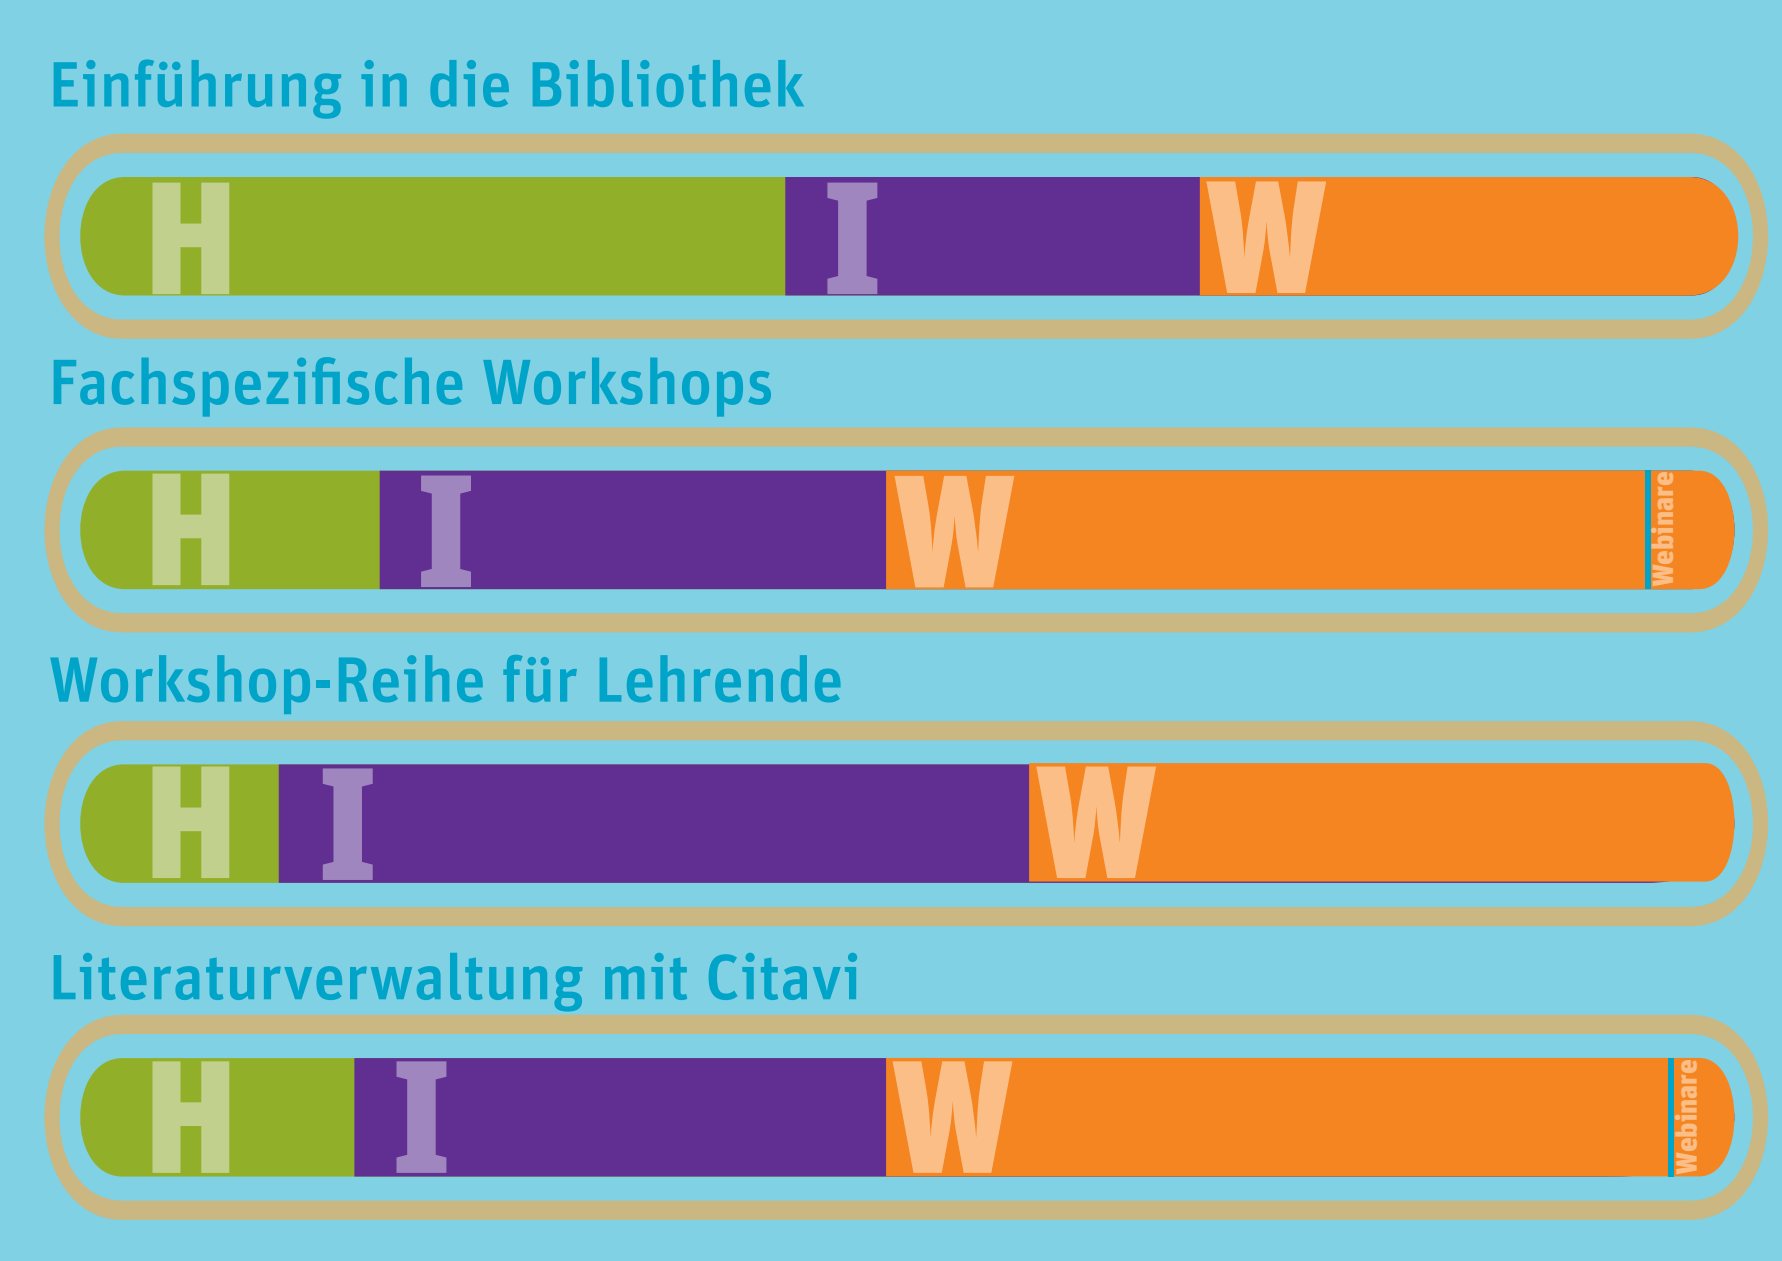 Einführung in die Bibliothek
H I W
Fachspezifische Workshops
H I W Webinare
Workshop-Reihe für Lehrende
H I W
Literaturverwaltung mit Citavi
H I W Webinare